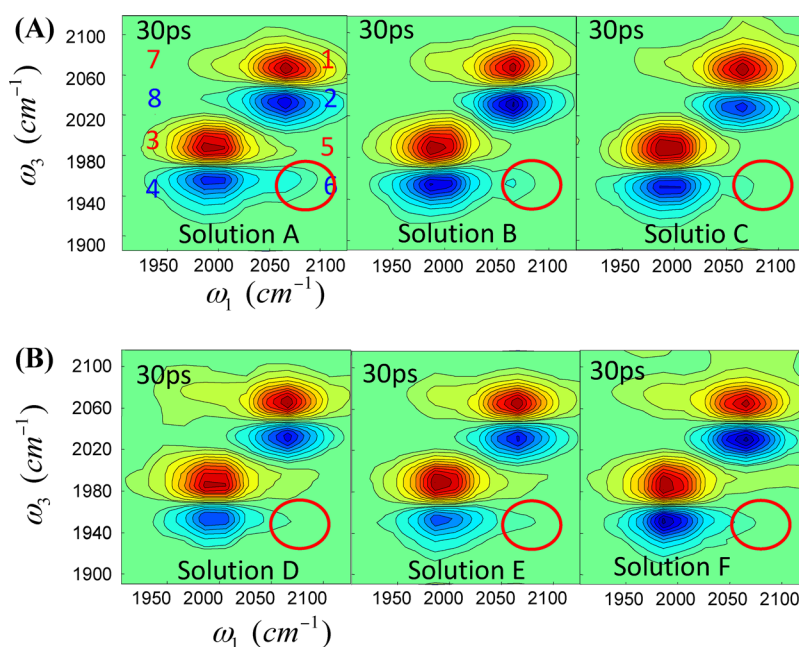 (A)
30ps 30ps 30ps
7 1
8 2
3 5
4 6
2100
2060
2020
1980
1940
1900
ω₃ (cm⁻¹)
Solution A Solution B Solutio C
1950 2000 2050 2100 1950 2000 2050 2100 1950 2000 2050 2100
ω₁ (cm⁻¹)
(B)
30ps 30ps 30ps
2100
2060
2020
1980
1940
1900
ω₃ (cm⁻¹)
Solution D Solution E Solution F
1950 2000 2050 2100 1950 2000 2050 2100 1950 2000 2050 2100
ω₁ (cm⁻¹)